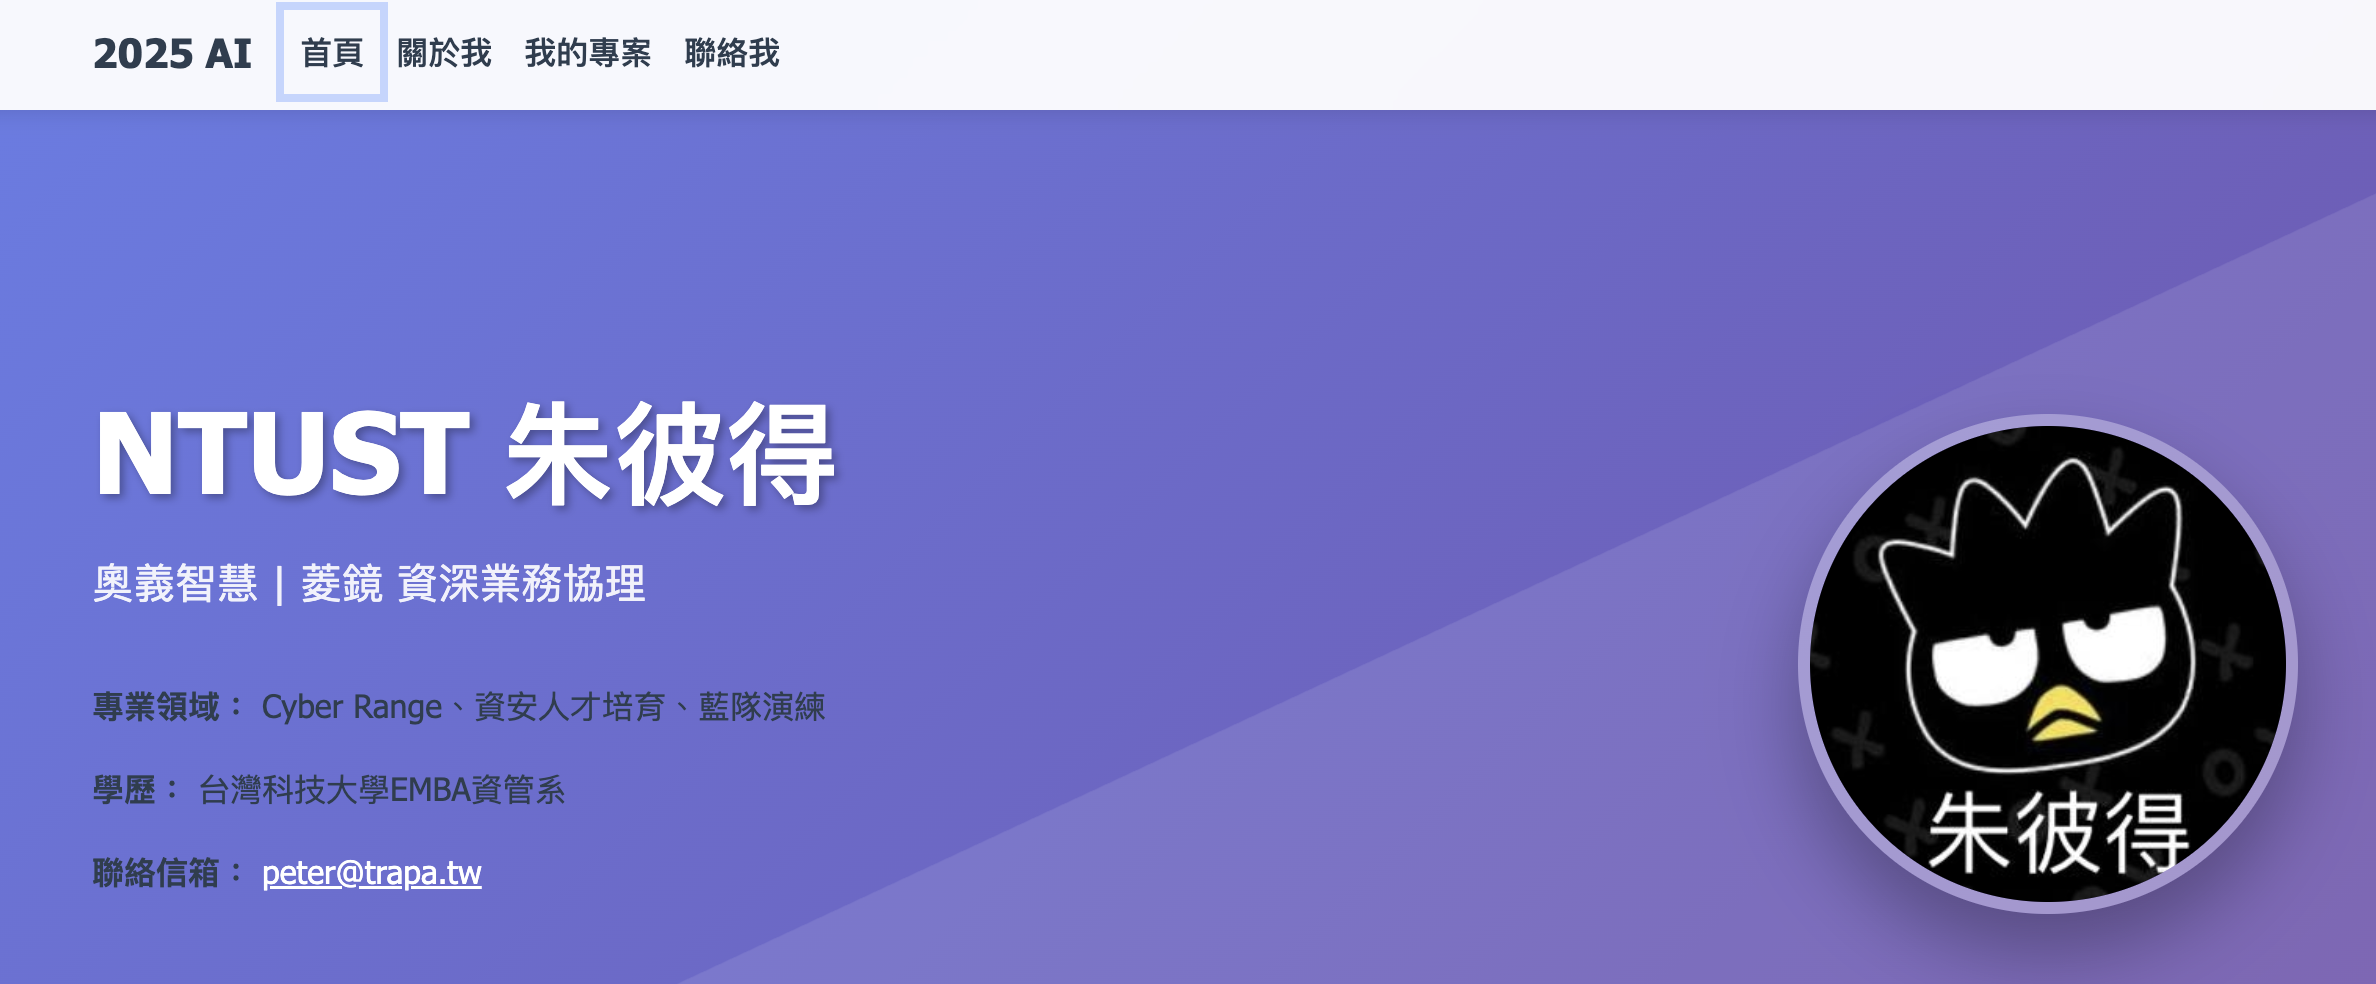 2025 AI 首頁 關於我 我的專案 聯絡我
NTUST 朱彼得
奧義智慧 | 菱鏡 資深業務協理
專業領域： Cyber Range、資安人才培育、藍隊演練
學歷： 台灣科技大學EMBA資管系
聯絡信箱： peter@trapa.tw
朱彼得